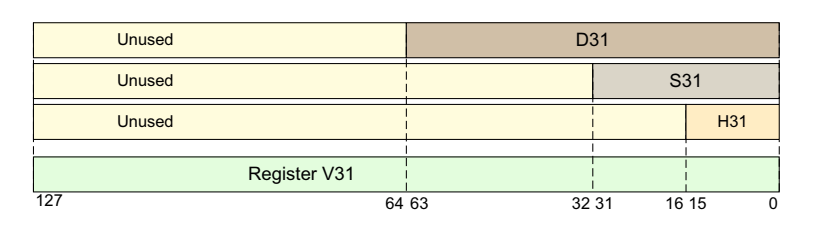 Unused D31
Unused S31
Unused H31
Register V31
127 64 63 32 31 16 15 0